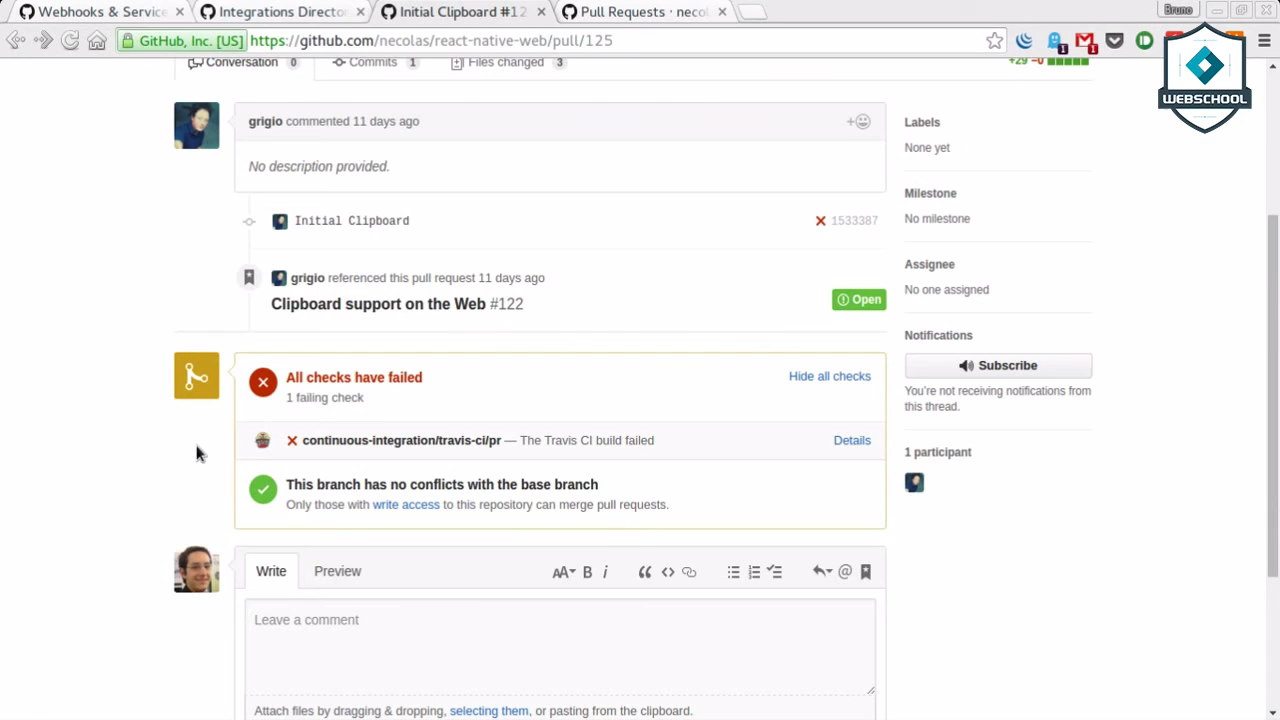 Webhooks & Service
Integrations Director
Initial Clipboard #12
Pull Requests · necol
Bruno
GitHub, Inc. [US]
https://github.com/necolas/react-native-web/pull/125
1
1
WEBSCHOOL
Conversation 0
Commits 1
Files changed 3
+29 −0
grigio commented 11 days ago
No description provided.
Initial Clipboard
1533387
grigio referenced this pull request 11 days ago
Clipboard support on the Web #122
Open
All checks have failed
1 failing check
Hide all checks
continuous-integration/travis-ci/pr — The Travis CI build failed
Details
This branch has no conflicts with the base branch
Only those with write access to this repository can merge pull requests.
Write
Preview
AA B i
@
Leave a comment
Attach files by dragging & dropping, selecting them, or pasting from the clipboard.
Labels
None yet
Milestone
No milestone
Assignee
No one assigned
Notifications
Subscribe
You're not receiving notifications from
this thread.
1 participant